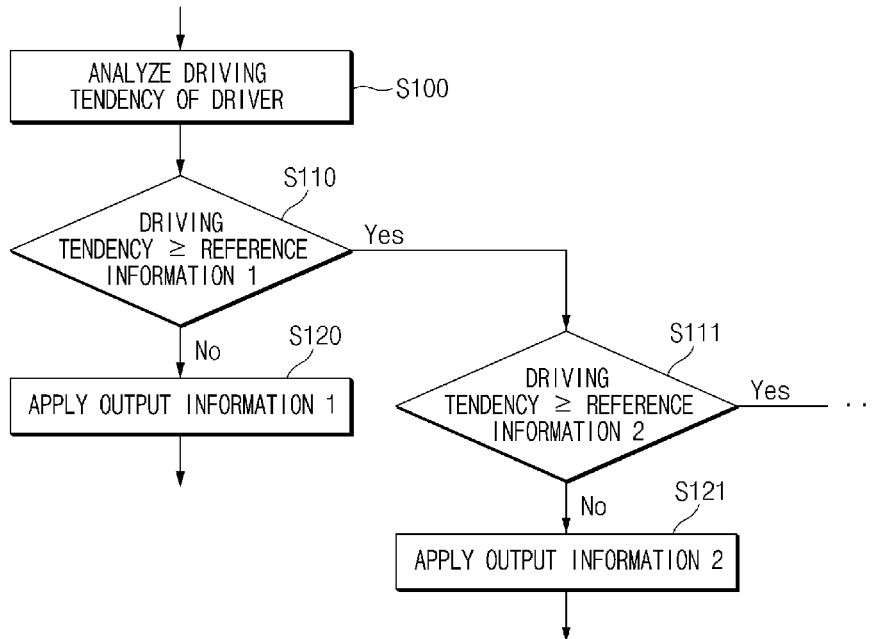 ANALYZE DRIVING
TENDENCY OF DRIVER
S100
S110
DRIVING
TENDENCY ≥ REFERENCE
INFORMATION 1
Yes
No
S120
APPLY OUTPUT INFORMATION 1
S111
DRIVING
TENDENCY ≥ REFERENCE
INFORMATION 2
Yes
..
No
S121
APPLY OUTPUT INFORMATION 2